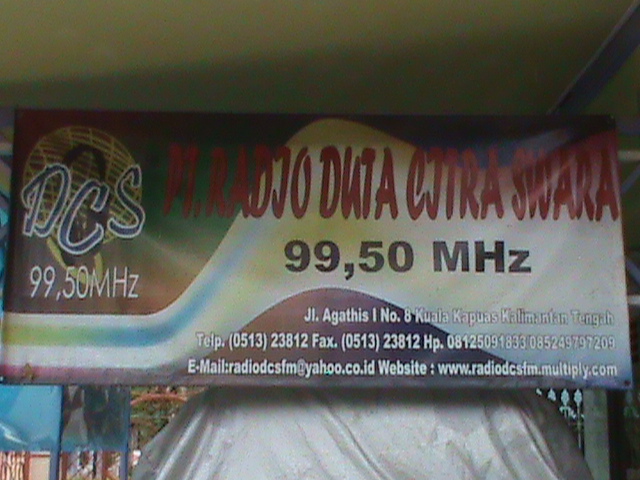 DCS
99,50MHz
PT. RADIO DUTA CITRA SWARA
99,50 MHz
Jl. Agathis I No. 8 Kuala Kapuas Kalimantan Tengah
Telp. (0513) 23812 Fax. (0513) 23812 Hp. 08125091833 085249797209
E-Mail:radiodcsfm@yahoo.co.id Website : www.radiodcsfm.multiply.com